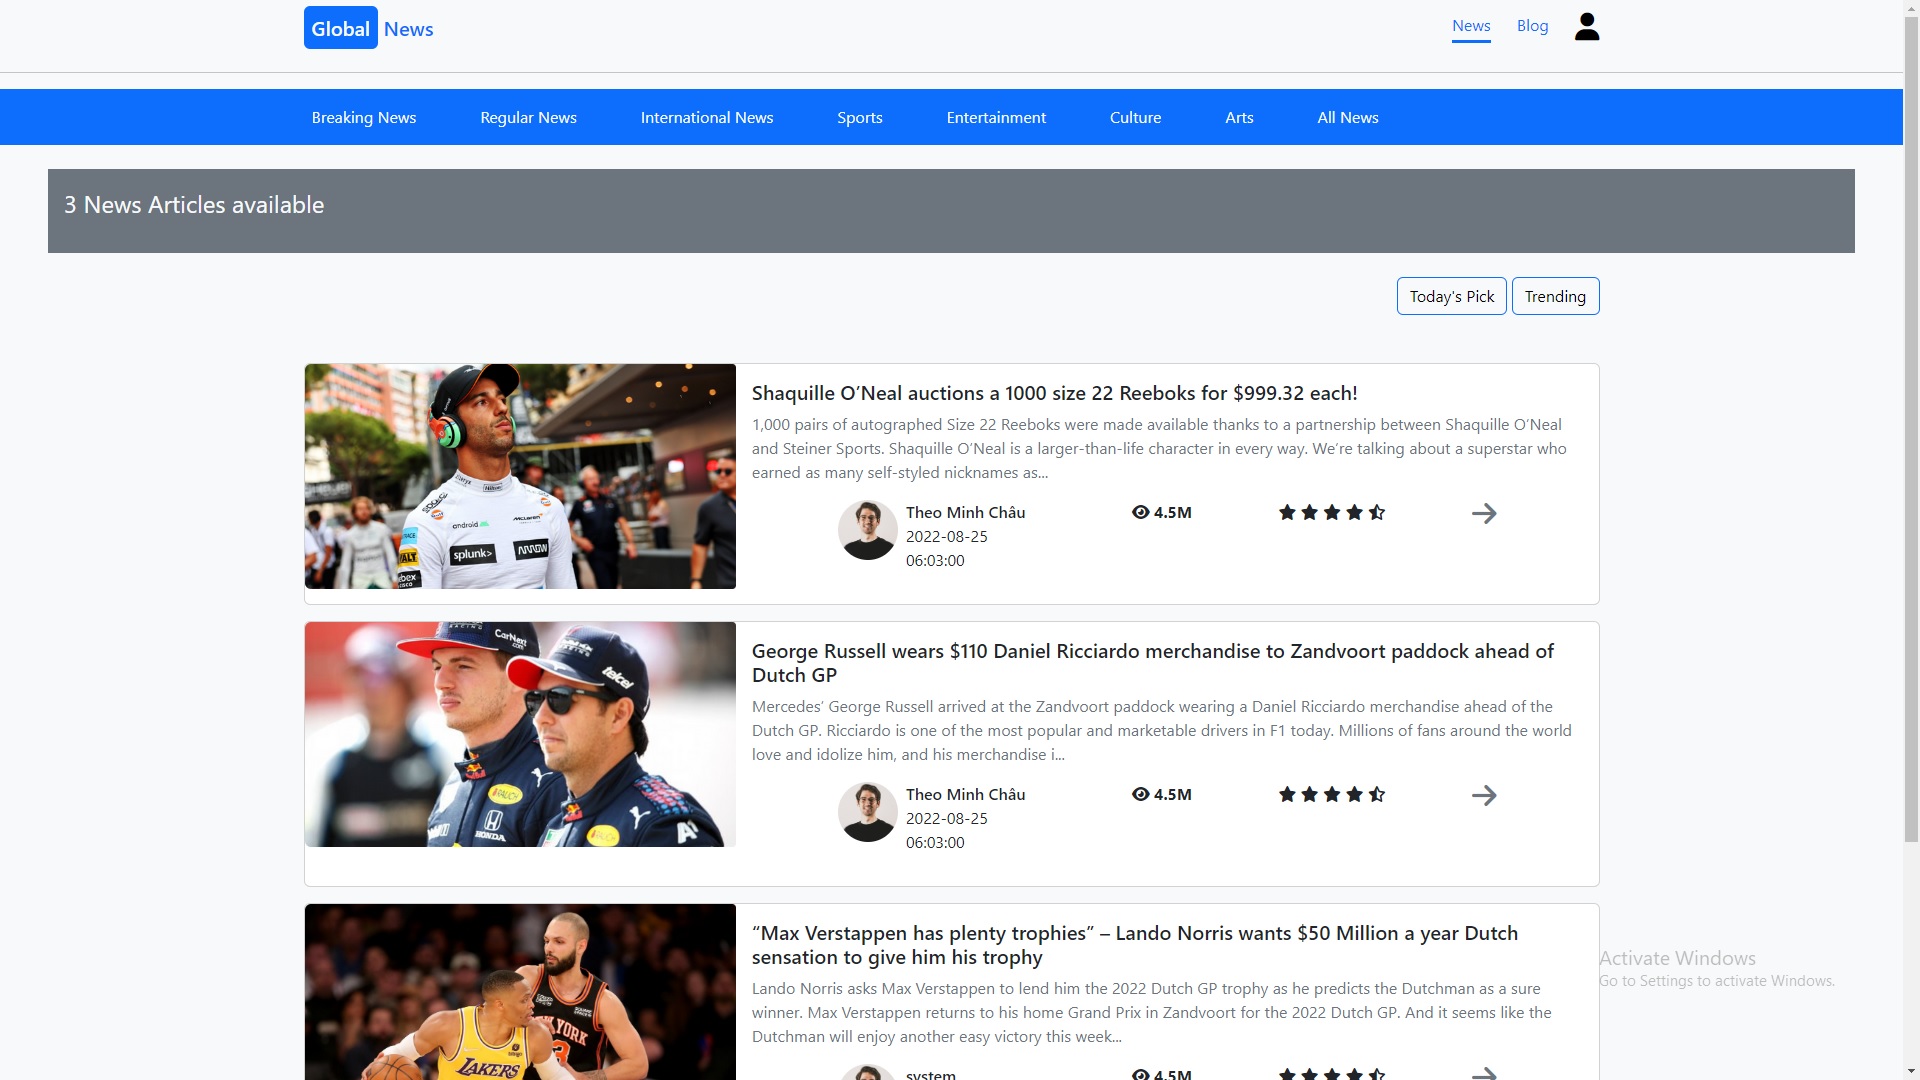 Global News
News
Blog
Breaking News
Regular News
International News
Sports
Entertainment
Culture
Arts
All News
3 News Articles available
Today's Pick
Trending
Shaquille O’Neal auctions a 1000 size 22 Reeboks for $999.32 each!
1,000 pairs of autographed Size 22 Reeboks were made available thanks to a partnership between Shaquille O’Neal
and Steiner Sports. Shaquille O’Neal is a larger-than-life character in every way. We’re talking about a superstar who
earned as many self-styled nicknames as...
Theo Minh Châu
2022-08-25
06:03:00
4.5M
android
splunk>
ARROW
George Russell wears $110 Daniel Ricciardo merchandise to Zandvoort paddock ahead of
Dutch GP
Mercedes’ George Russell arrived at the Zandvoort paddock wearing a Daniel Ricciardo merchandise ahead of the
Dutch GP. Ricciardo is one of the most popular and marketable drivers in F1 today. Millions of fans around the world
love and idolize him, and his merchandise i...
Theo Minh Châu
2022-08-25
06:03:00
4.5M
CarNext
.com
telcel
RAUCH
HONDA
RAUCH
“Max Verstappen has plenty trophies” – Lando Norris wants $50 Million a year Dutch
sensation to give him his trophy
Lando Norris asks Max Verstappen to lend him the 2022 Dutch GP trophy as he predicts the Dutchman as a sure
winner. Max Verstappen returns to his home Grand Prix in Zandvoort for the 2022 Dutch GP. And it seems like the
Dutchman will enjoy another easy victory this week...
system
4.5M
LAKERS
Activate Windows
Go to Settings to activate Windows.